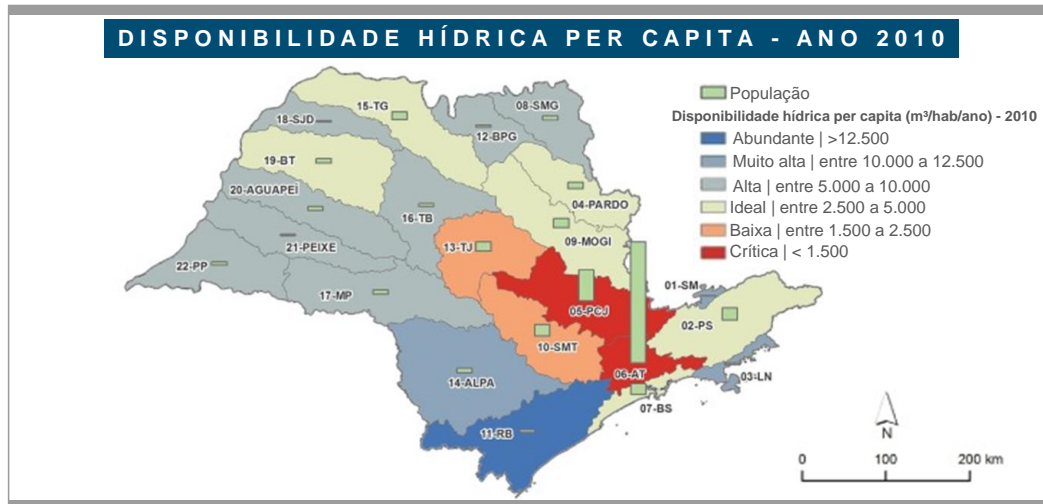 DISPONIBILIDADE HÍDRICA PER CAPITA - ANO 2010
População
Disponibilidade hídrica per capita (m³/hab/ano) - 2010
Abundante | >12.500
Muito alta | entre 10.000 a 12.500
Alta | entre 5.000 a 10.000
Ideal | entre 2.500 a 5.000
Baixa | entre 1.500 a 2.500
Crítica | < 1.500
15-TG
08-SMG
18-SJD
12-BPG
19-BT
20-AGUAPEÍ
04-PARDO
16-TB
09-MOGI
21-PEIXE
13-TJ
22-PP
01-SM
17-MP
05-PCJ
02-PS
10-SMT
14-ALPA
06-AT
03-LN
07-BS
11-RB
N
0 100 200 km